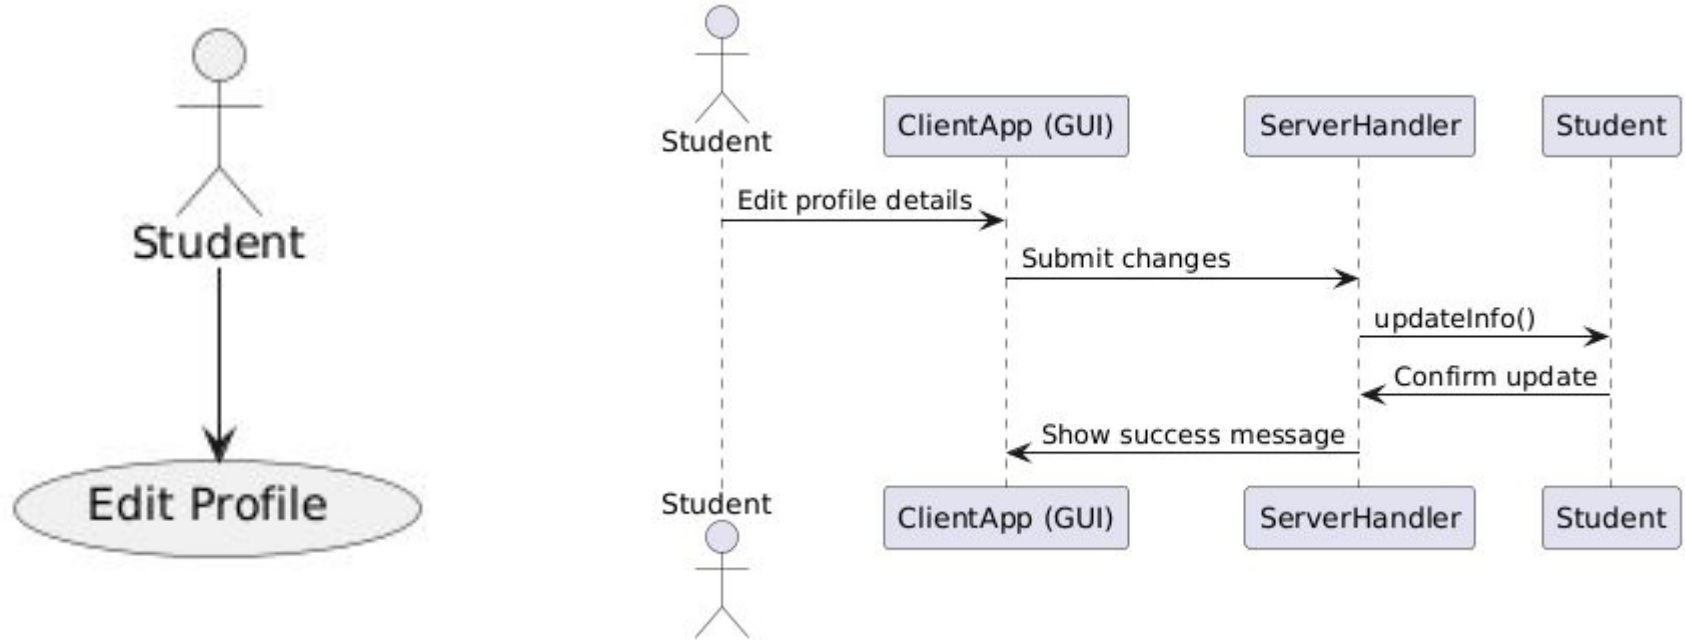 Student
Edit Profile
Student
ClientApp (GUI)
ServerHandler
Student
Edit profile details
Submit changes
updateInfo()
Confirm update
Show success message
Student
ClientApp (GUI)
ServerHandler
Student